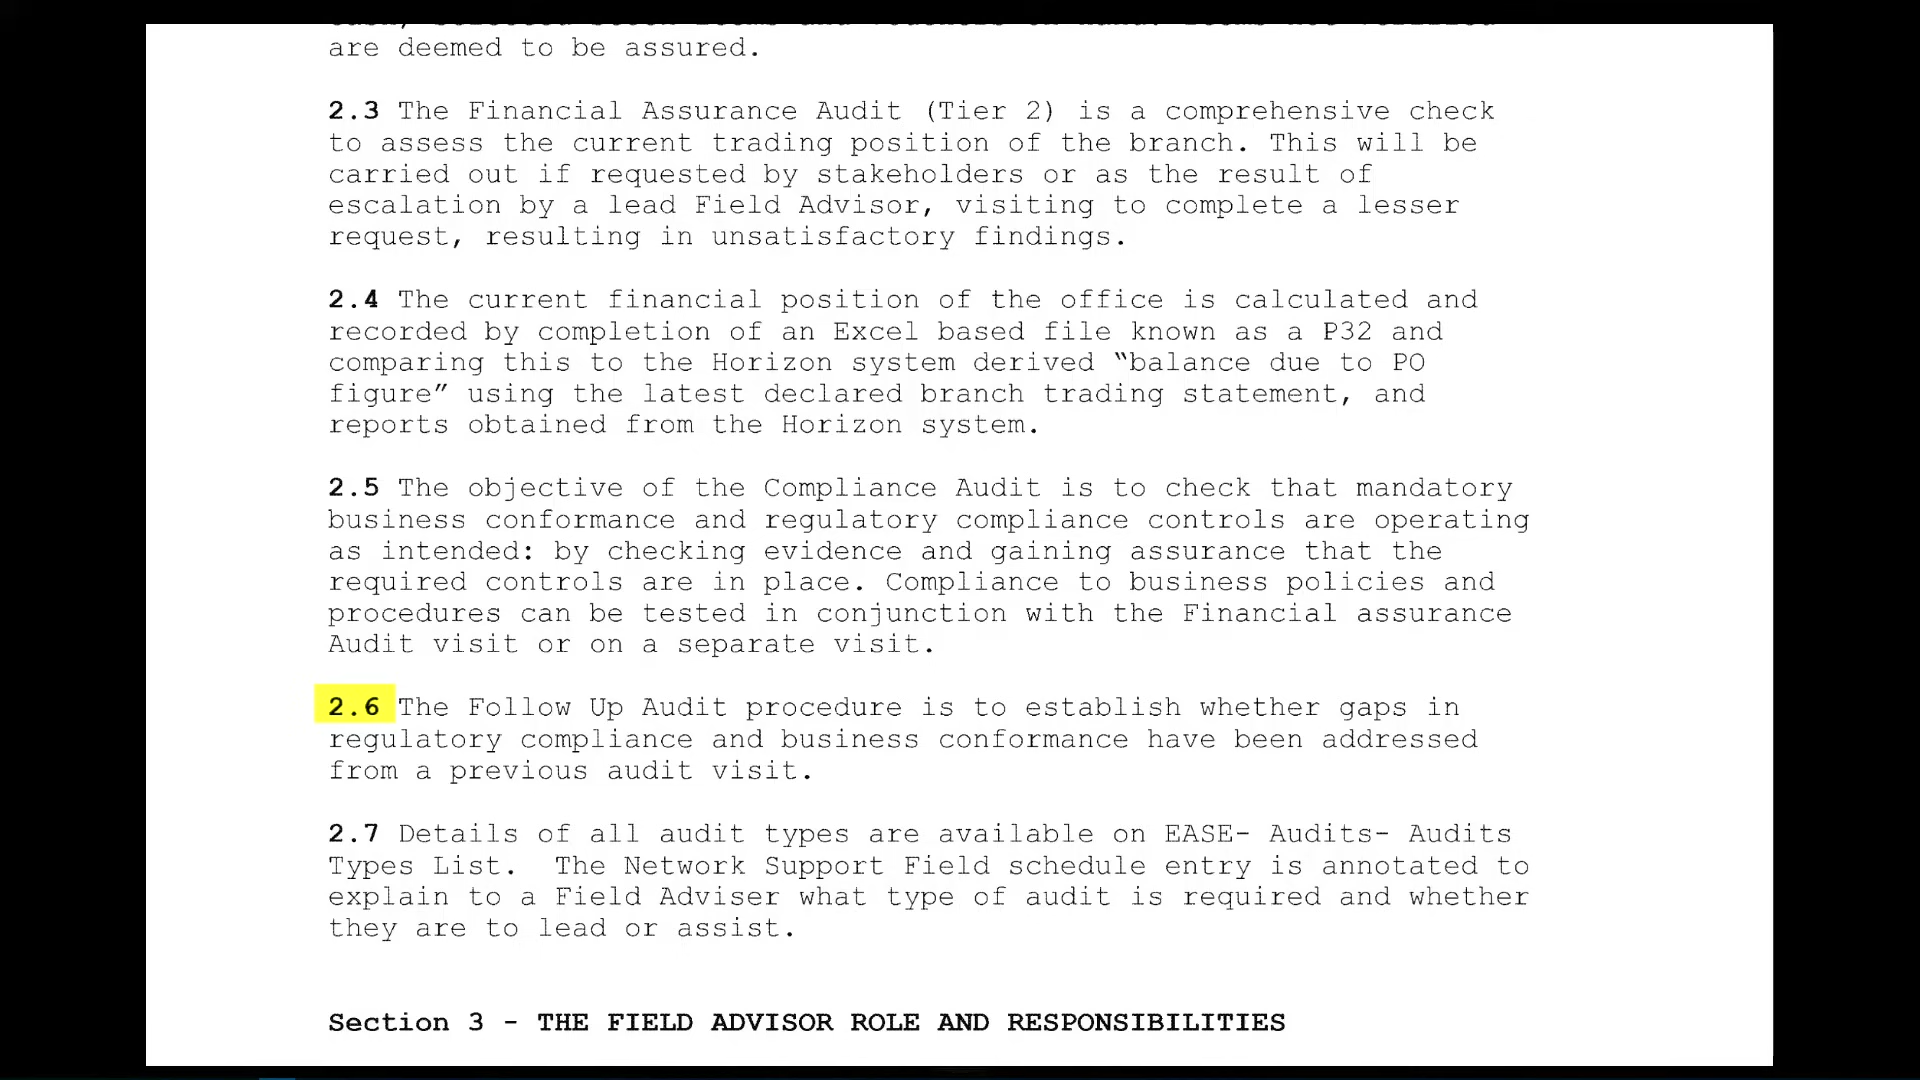 are deemed to be assured.
2.3 The Financial Assurance Audit (Tier 2) is a comprehensive check
to assess the current trading position of the branch. This will be
carried out if requested by stakeholders or as the result of
escalation by a lead Field Advisor, visiting to complete a lesser
request, resulting in unsatisfactory findings.
2.4 The current financial position of the office is calculated and
recorded by completion of an Excel based file known as a P32 and
comparing this to the Horizon system derived “balance due to PO
figure” using the latest declared branch trading statement, and
reports obtained from the Horizon system.
2.5 The objective of the Compliance Audit is to check that mandatory
business conformance and regulatory compliance controls are operating
as intended: by checking evidence and gaining assurance that the
required controls are in place. Compliance to business policies and
procedures can be tested in conjunction with the Financial assurance
Audit visit or on a separate visit.
2.6 The Follow Up Audit procedure is to establish whether gaps in
regulatory compliance and business conformance have been addressed
from a previous audit visit.
2.7 Details of all audit types are available on EASE- Audits- Audits
Types List.  The Network Support Field schedule entry is annotated to
explain to a Field Adviser what type of audit is required and whether
they are to lead or assist.
Section 3 - THE FIELD ADVISOR ROLE AND RESPONSIBILITIES